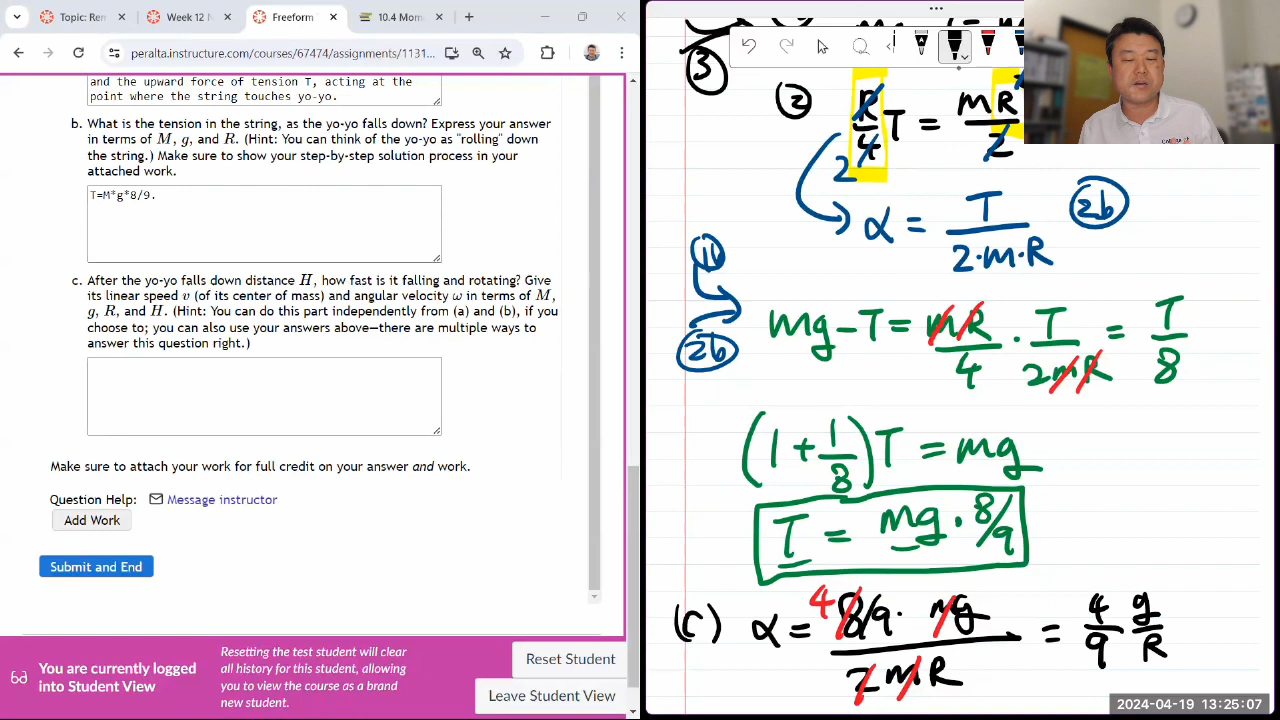 Topic: Ren
Week 12
Freeform
10.4 Mom
peralta.instructu
ourses/67
assignments/1131
and the upward force of tension T, acting at the
point where the string touches yo-yo.
b. What is the tension in the string, as the yo-yo falls down? Express your answer
in terms of M, g, and R. (Hint: You can think of the yo-yo as "rolling" down
the string.) Make sure to show your step-by-step solution process in your
attached work.
T=M*g*8/9.
c. After the yo-yo falls down distance H, how fast is it falling and rotating? Give
its linear speed v (of its center of mass) and angular velocity ω in terms of M,
g, R, and H. (Hint: You can do this part independently from (a) and (b), if you
choose to; you can also use your answers above—there are multiple ways to
answer this question right.)
Make sure to attach your work for full credit on your answer and work.
Question Help: Message instructor
Add Work
Submit and End
You are currently logged
into Student View
Resetting the test student will clear
all history for this student, allowing
you to view the course as a brand
new student.
Reset Student
Leave Student View
3
2 R/4 T = mR/2
2
α = T/2·m·R 2b
1b
2b mg-T = mR/4 · T/2mR = T/8
(1+1/8)T = mg
T = mg·8/9
(c) α = 4 8/9·mg/2mR = 4/9 g/R
2024-04-19 13:25:07